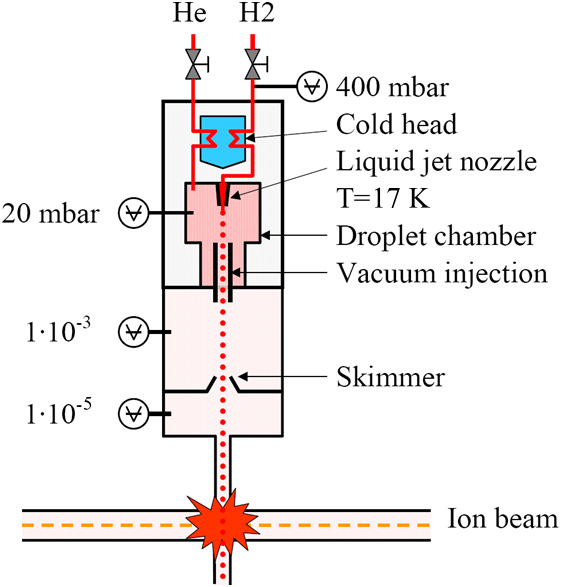 He
H2
400 mbar
Cold head
Liquid jet nozzle
T=17 K
20 mbar
Droplet chamber
Vacuum injection
1·10-3
Skimmer
1·10-5
Ion beam